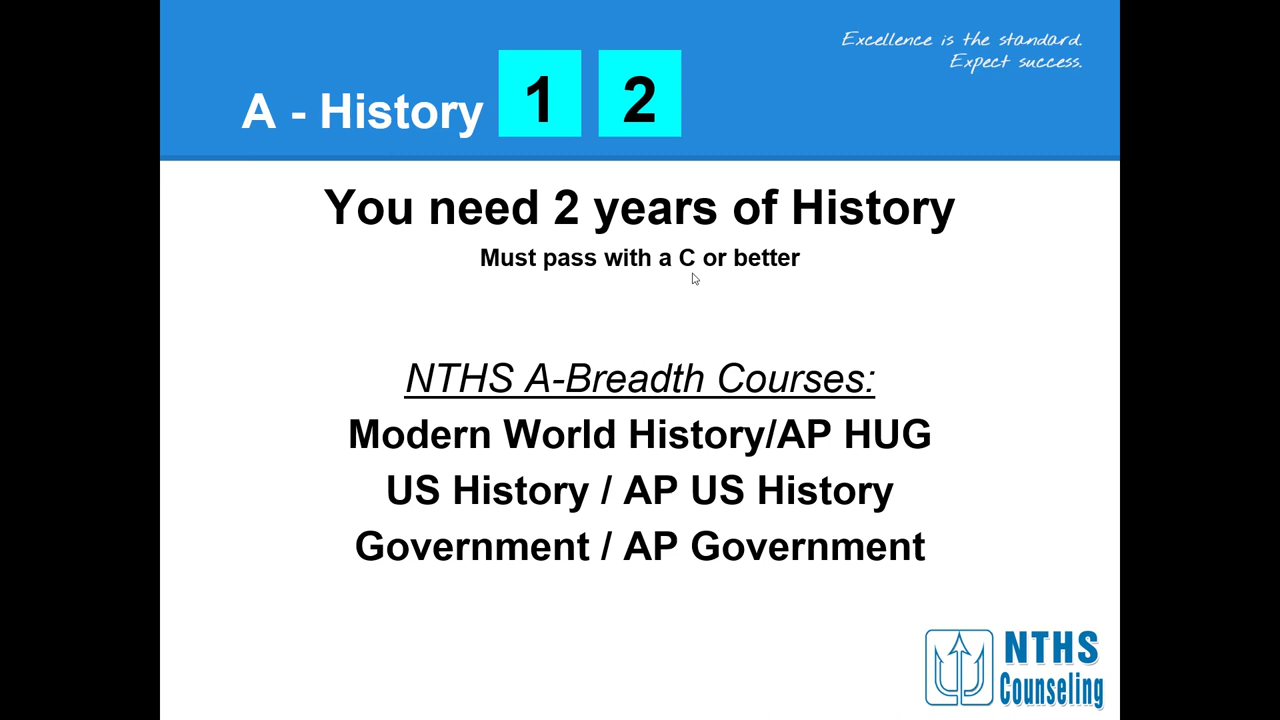 Excellence is the standard.
Expect success.
A - History 1 2
You need 2 years of History
Must pass with a C or better
NTHS A-Breadth Courses:
Modern World History/AP HUG
US History / AP US History
Government / AP Government
NTHS
Counseling